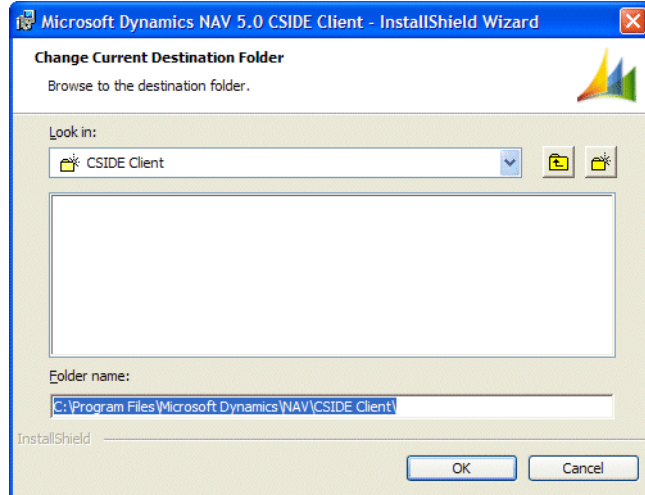 Microsoft Dynamics NAV 5.0 CSIDE Client - InstallShield Wizard
Change Current Destination Folder
Browse to the destination folder.
Look in:
CSIDE Client
Folder name:
C:\Program Files\Microsoft Dynamics\NAV\CSIDE Client\
InstallShield
OK
Cancel